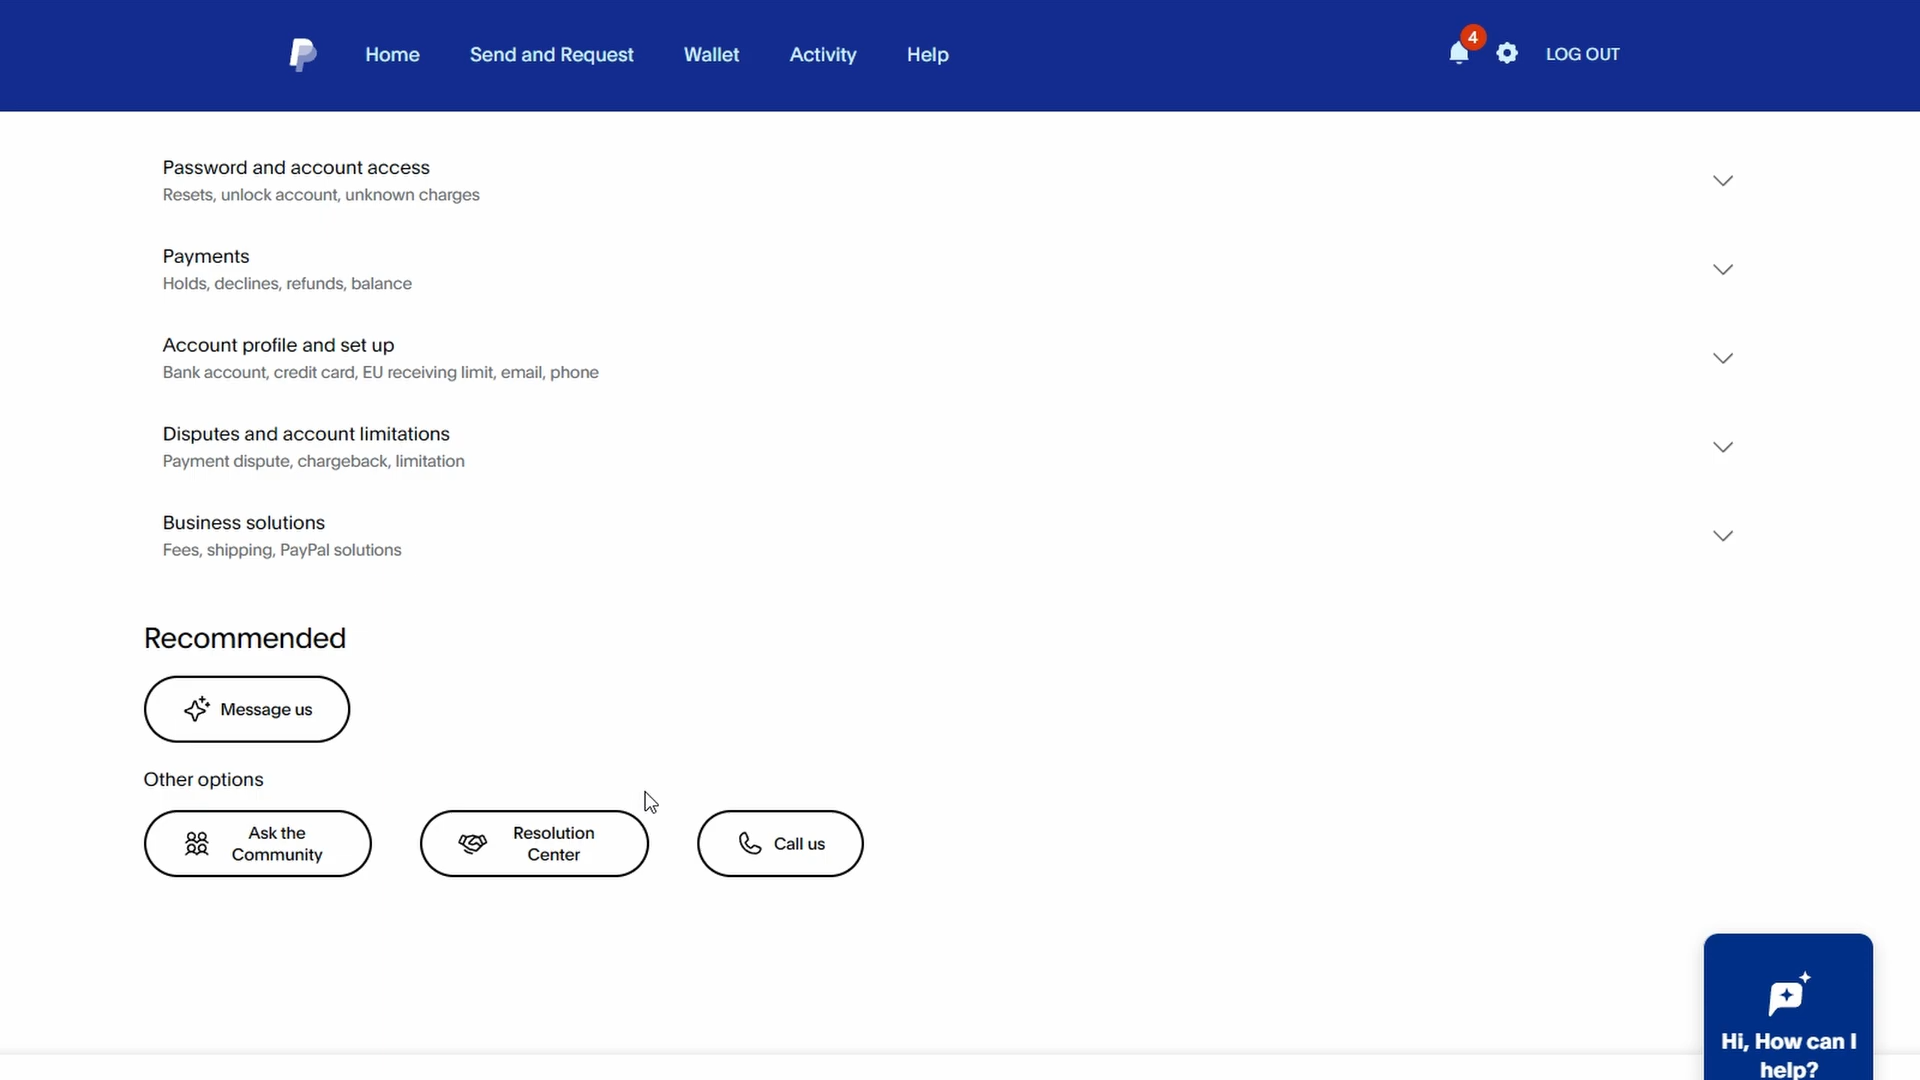 Home
Send and Request
Wallet
Activity
Help
4
LOG OUT
Password and account access
Resets, unlock account, unknown charges
Payments
Holds, declines, refunds, balance
Account profile and set up
Bank account, credit card, EU receiving limit, email, phone
Disputes and account limitations
Payment dispute, chargeback, limitation
Business solutions
Fees, shipping, PayPal solutions
Recommended
Message us
Other options
Ask the
Community
Resolution
Center
Call us
Hi, How can I
help?